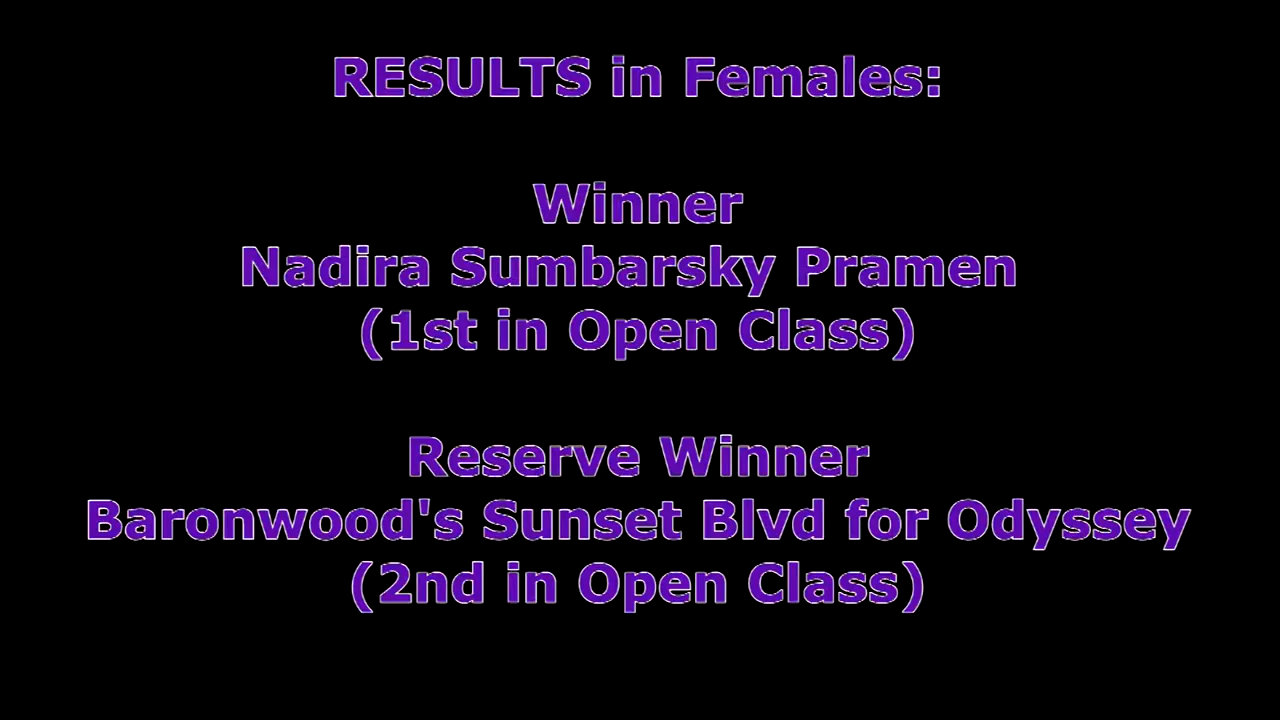 RESULTS in Females:
Winner
Nadira Sumbarsky Pramen
(1st in Open Class)
Reserve Winner
Baronwood's Sunset Blvd for Odyssey
(2nd in Open Class)